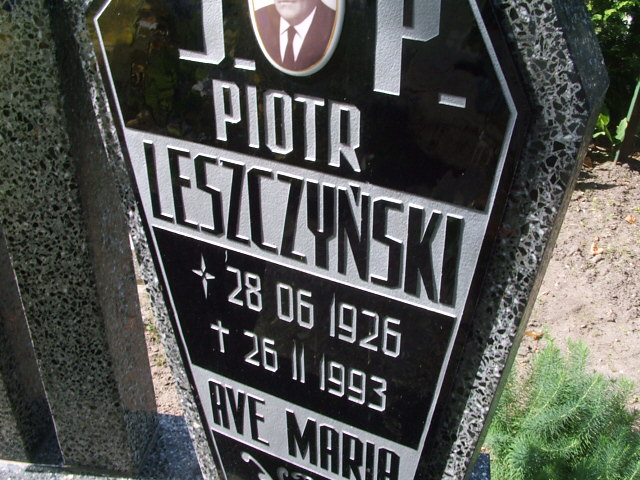 Ś. P.
PIOTR
LESZCZYŃSKI
28 06 1926
† 26 11 1993
AVE MARIA